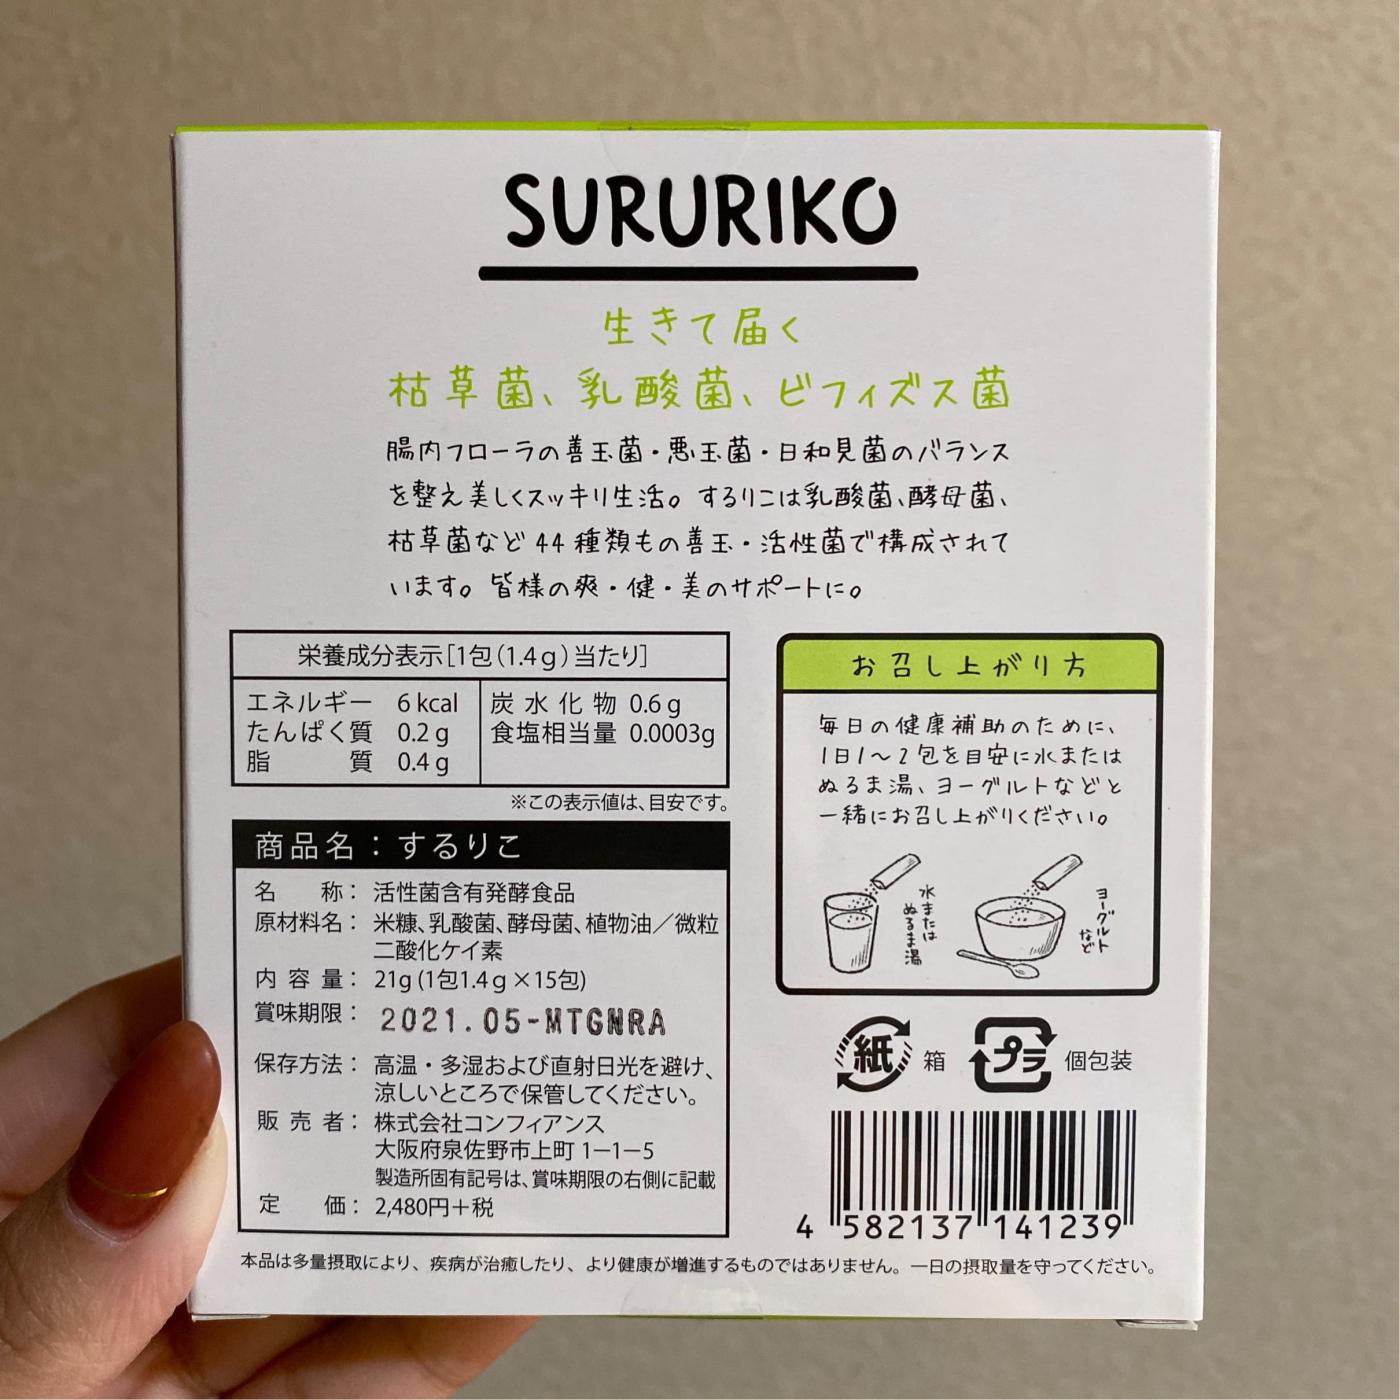 SURURIKO
生きて届く
枯草菌、乳酸菌、ビフィズス菌
腸内フローラの善玉菌・悪玉菌・日和見菌のバランス
を整え美しくスッキリ生活。するりこは乳酸菌、酵母菌、
枯草菌など44種類もの善玉・活性菌で構成されて
います。皆様の爽・健・美のサポートに。
栄養成分表示[1包(1.4g)当たり]
エネルギー 6kcal
たんぱく質 0.2g
脂質 0.4g
炭水化物 0.6g
食塩相当量 0.0003g
※この表示値は、目安です。
商品名：するりこ
名称：活性菌含有発酵食品
原材料名：米糠、乳酸菌、酵母菌、植物油／微粒
二酸化ケイ素
内容量：21g(1包1.4g×15包)
賞味期限：2021.05-MTGNRA
保存方法：高温・多湿および直射日光を避け、
涼しいところで保管してください。
販売者：株式会社コンフィアンス
大阪府泉佐野市上町1−1−5
製造所固有記号は、賞味期限の右側に記載
定価：2,480円＋税
お召し上がり方
毎日の健康補助のために、
1日1〜2包を目安に水または
ぬるま湯、ヨーグルトなどと
一緒にお召し上がりください。
水または
ぬるま湯
ヨーグルト
など
紙 箱
プラ 個包装
4 582137 141239
本品は多量摂取により、疾病が治癒したり、より健康が増進するものではありません。一日の摂取量を守ってください。